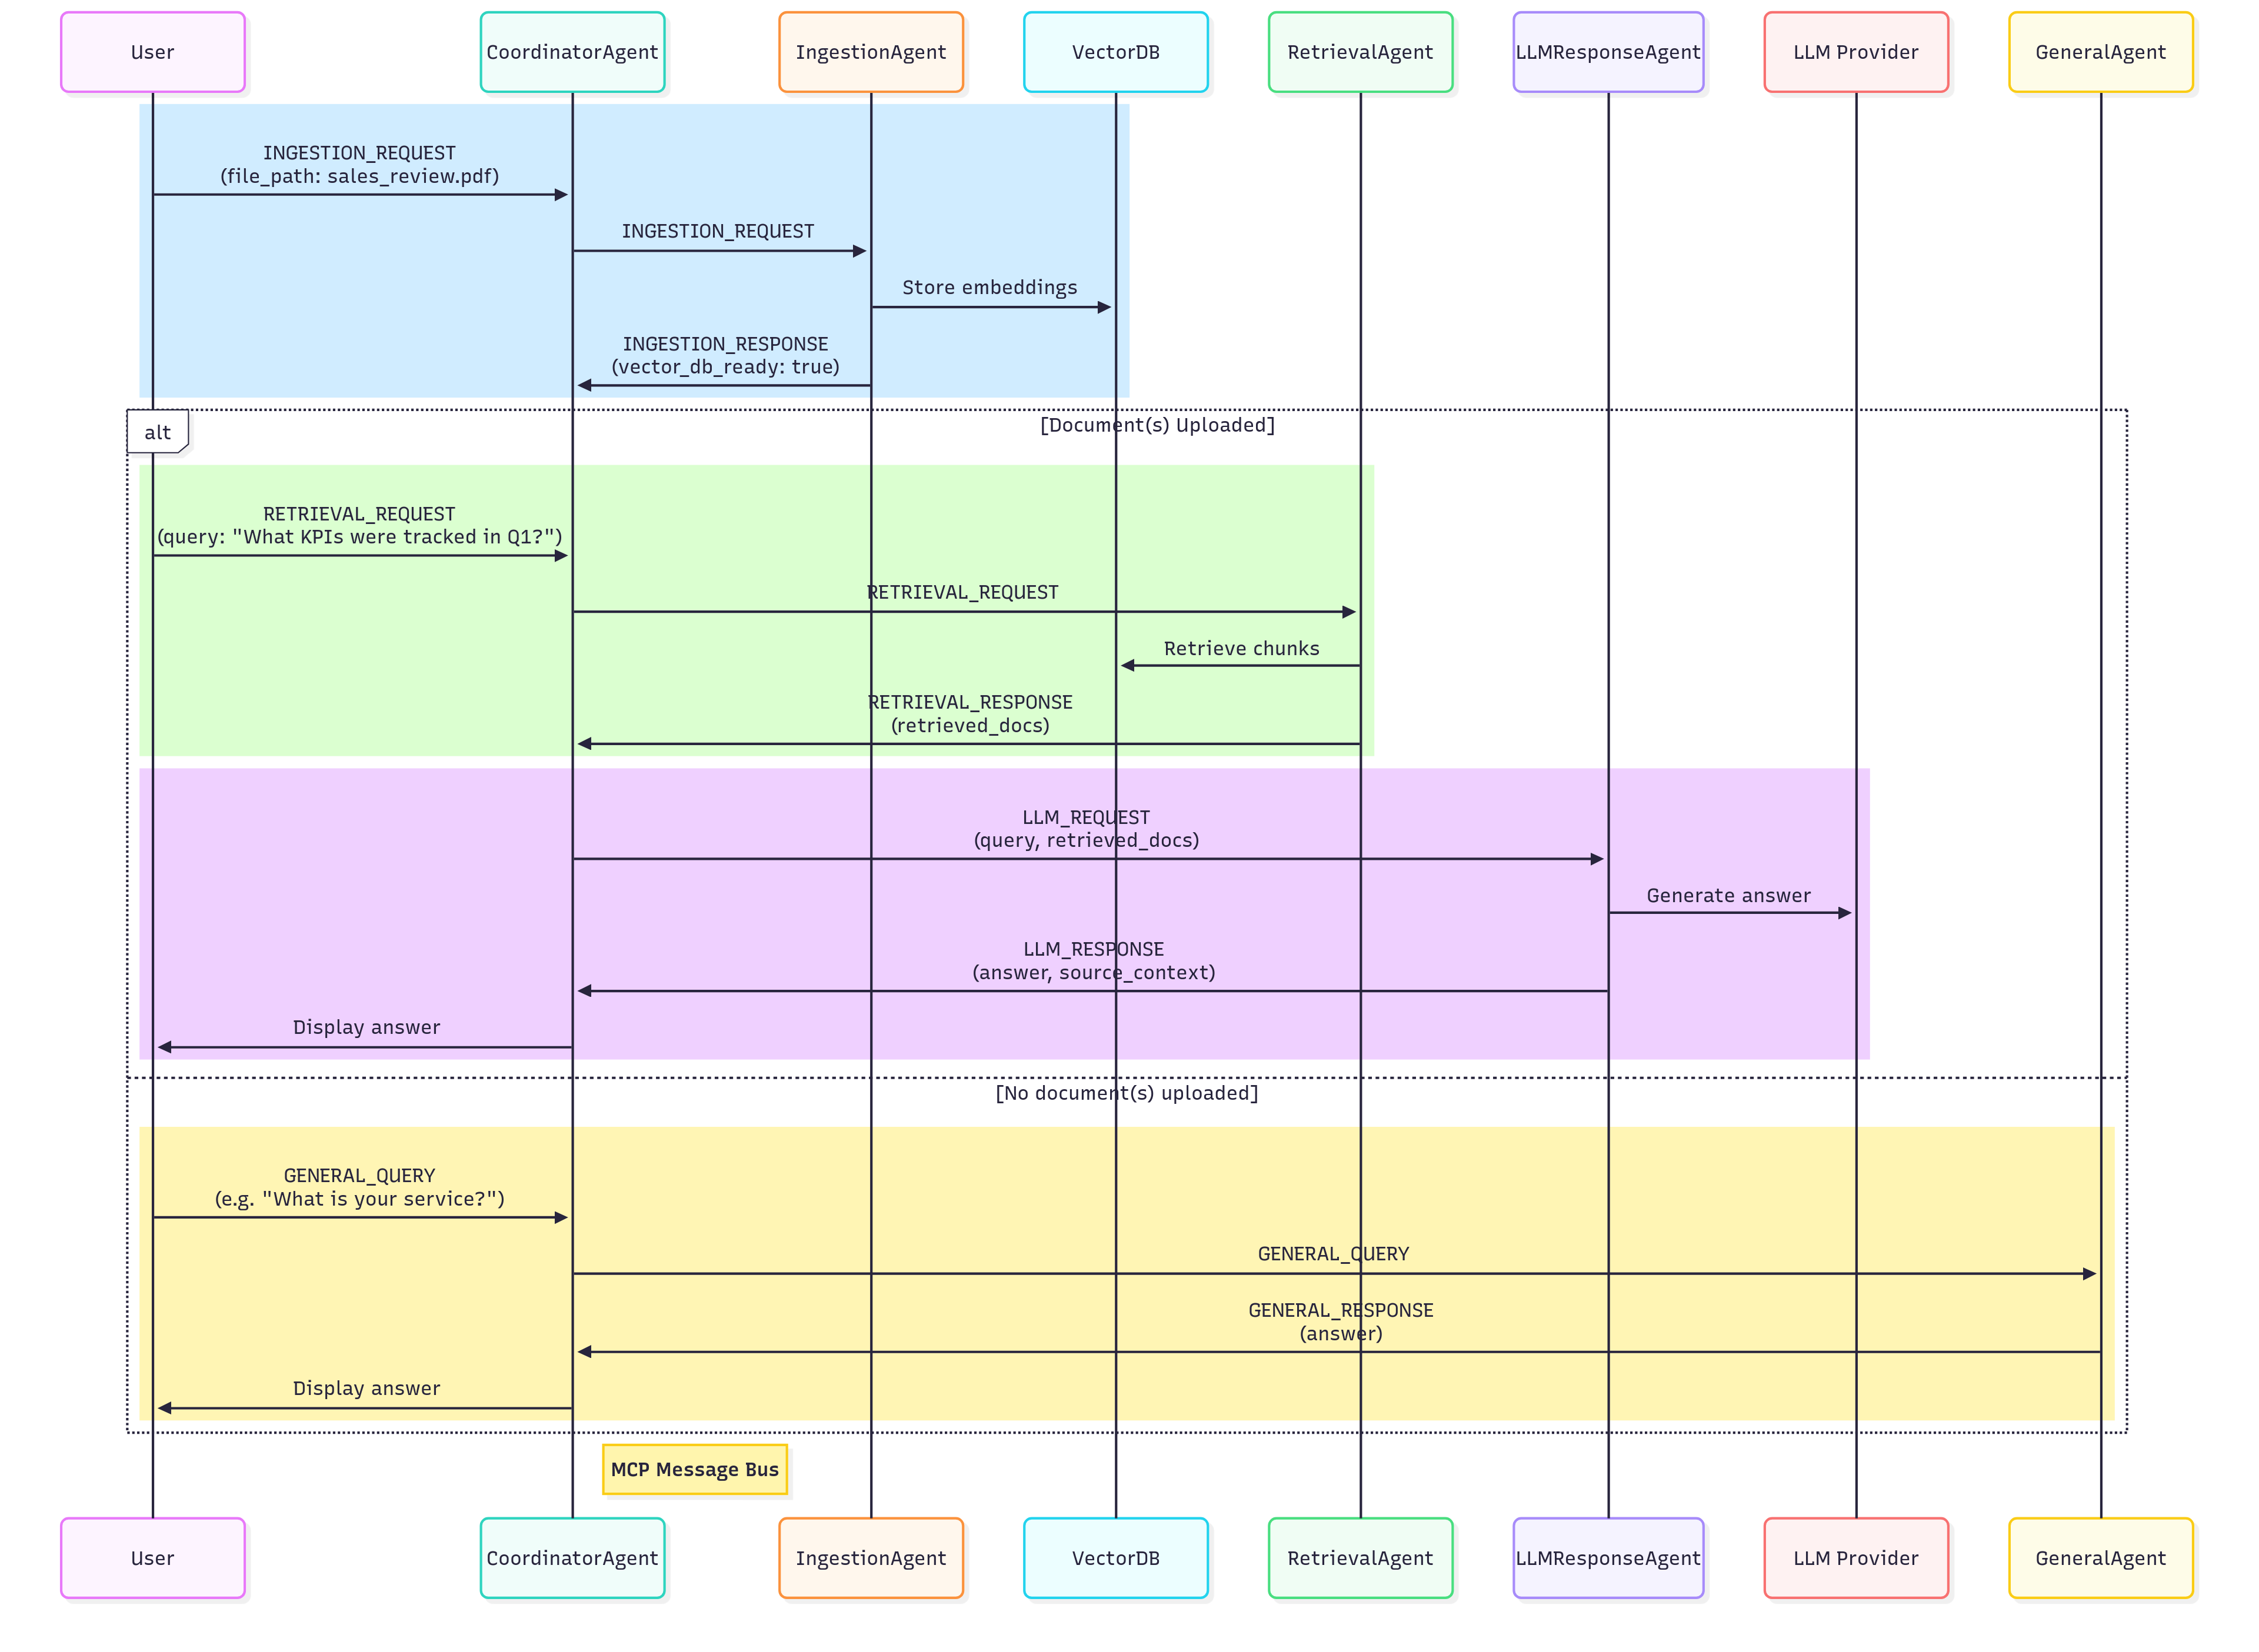 User
CoordinatorAgent
IngestionAgent
VectorDB
RetrievalAgent
LLMResponseAgent
LLM Provider
GeneralAgent
INGESTION_REQUEST
(file_path: sales_review.pdf)
INGESTION_REQUEST
Store embeddings
INGESTION_RESPONSE
(vector_db_ready: true)
alt
[Document(s) Uploaded]
RETRIEVAL_REQUEST
(query: "What KPIs were tracked in Q1?")
RETRIEVAL_REQUEST
Retrieve chunks
RETRIEVAL_RESPONSE
(retrieved_docs)
LLM_REQUEST
(query, retrieved_docs)
Generate answer
LLM_RESPONSE
(answer, source_context)
Display answer
[No document(s) uploaded]
GENERAL_QUERY
(e.g. "What is your service?")
GENERAL_QUERY
GENERAL_RESPONSE
(answer)
Display answer
MCP Message Bus
User
CoordinatorAgent
IngestionAgent
VectorDB
RetrievalAgent
LLMResponseAgent
LLM Provider
GeneralAgent